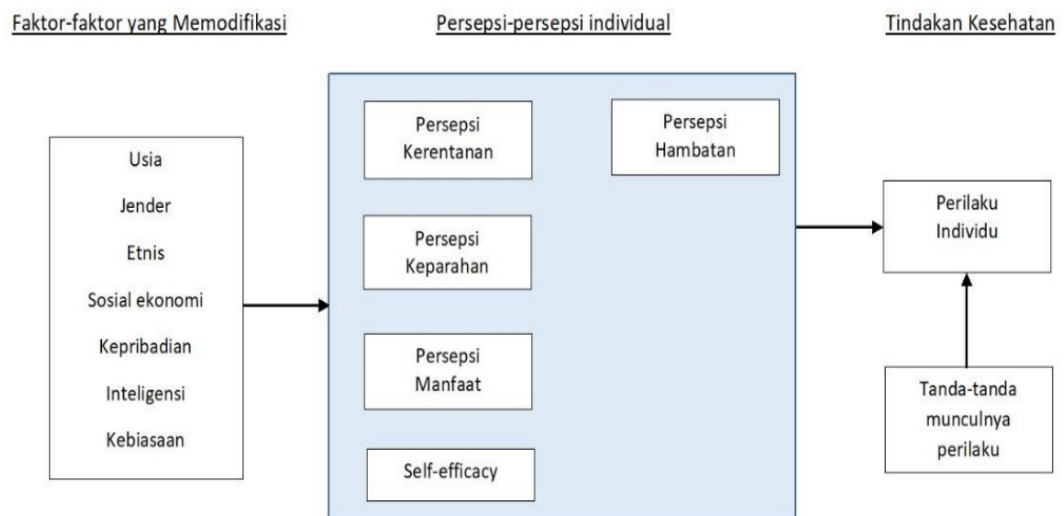 Faktor-faktor yang Memodifikasi
Persepsi-persepsi individual
Tindakan Kesehatan
Usia
Jender
Etnis
Sosial ekonomi
Kepribadian
Inteligensi
Kebiasaan
Persepsi
Kerentanan
Persepsi
Keparahan
Persepsi
Manfaat
Self-efficacy
Persepsi
Hambatan
Perilaku
Individu
Tanda-tanda
munculnya
perilaku